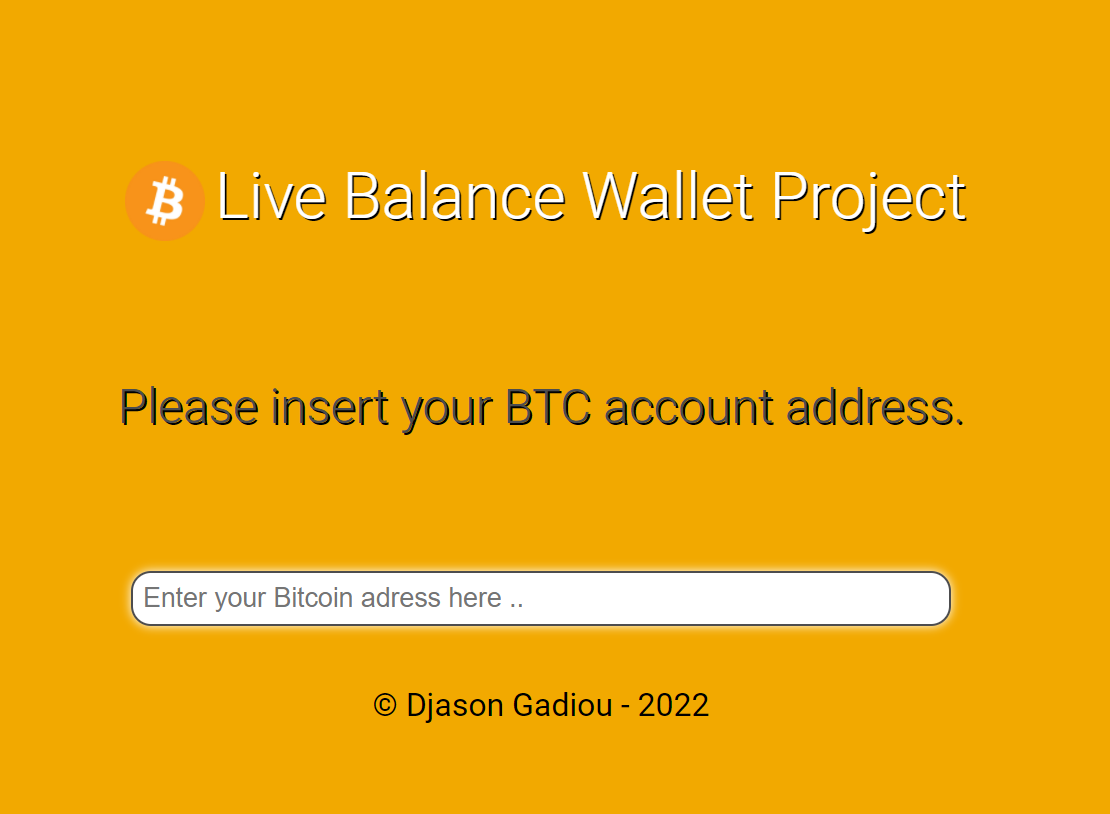 Live Balance Wallet Project
Please insert your BTC account address.
Enter your Bitcoin adress here ..
© Djason Gadiou - 2022